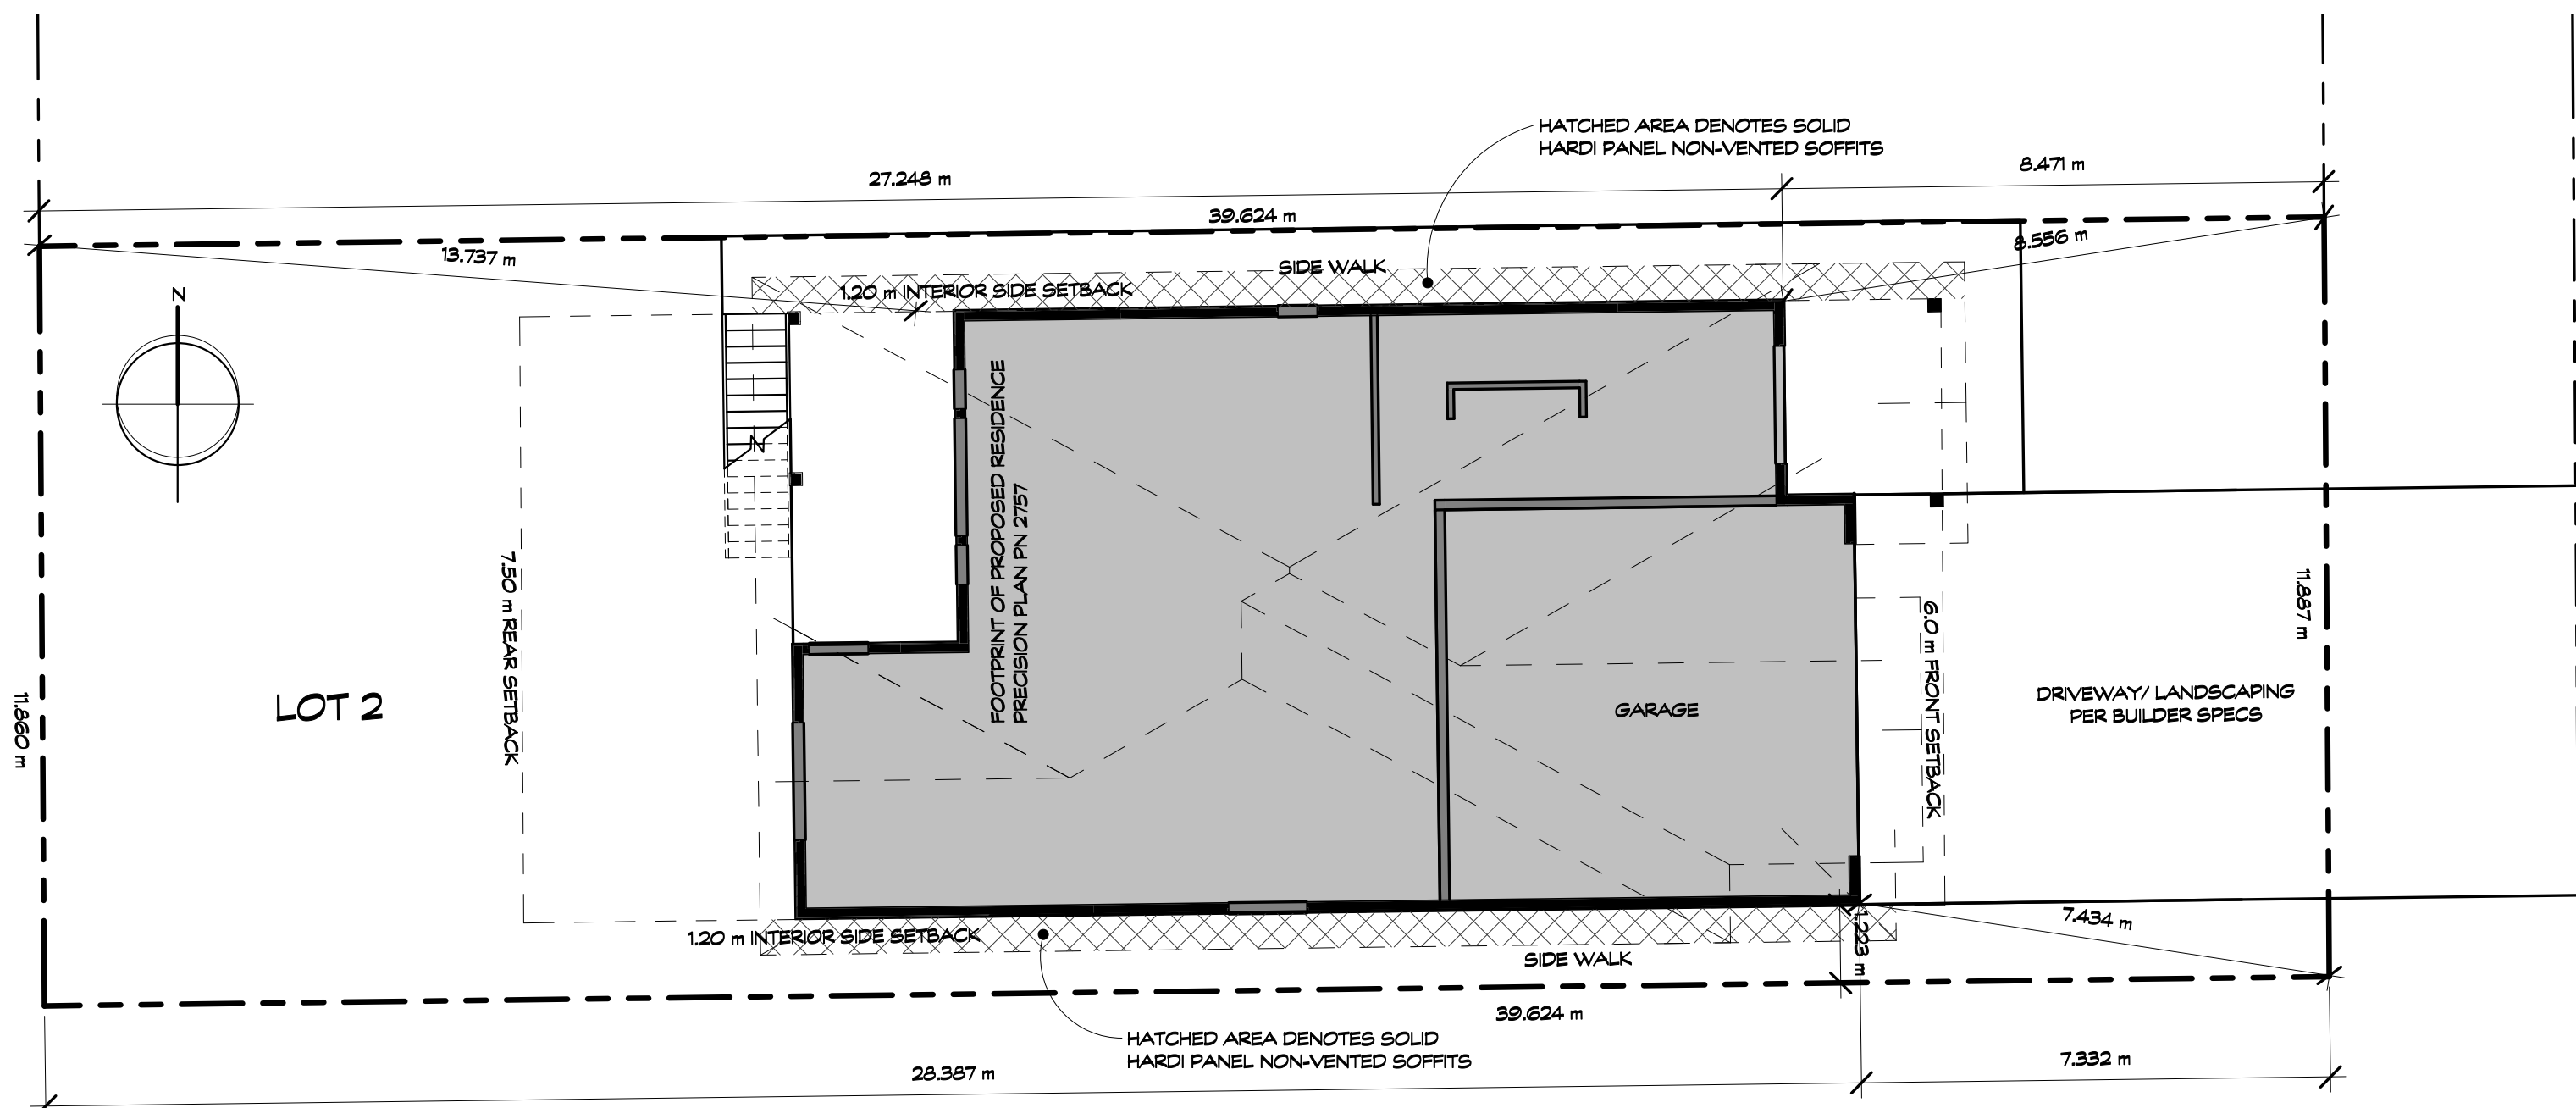 HATCHED AREA DENOTES SOLID
HARDI PANEL NON-VENTED SOFFITS
8.471 m
27.248 m
39.624 m
8.556 m
13.737 m
SIDE WALK
1.20 m INTERIOR SIDE SETBACK
N
FOOTPRINT OF PROPOSED RESIDENCE
PRECISION PLAN PN 2757
7.50 m REAR SETBACK
11.887 m
6.0 m FRONT SETBACK
DRIVEWAY/ LANDSCAPING
PER BUILDER SPECS
LOT 2
11.860 m
GARAGE
7.434 m
1.20 m INTERIOR SIDE SETBACK
1.223 m
SIDE WALK
39.624 m
HATCHED AREA DENOTES SOLID
HARDI PANEL NON-VENTED SOFFITS
7.332 m
28.387 m